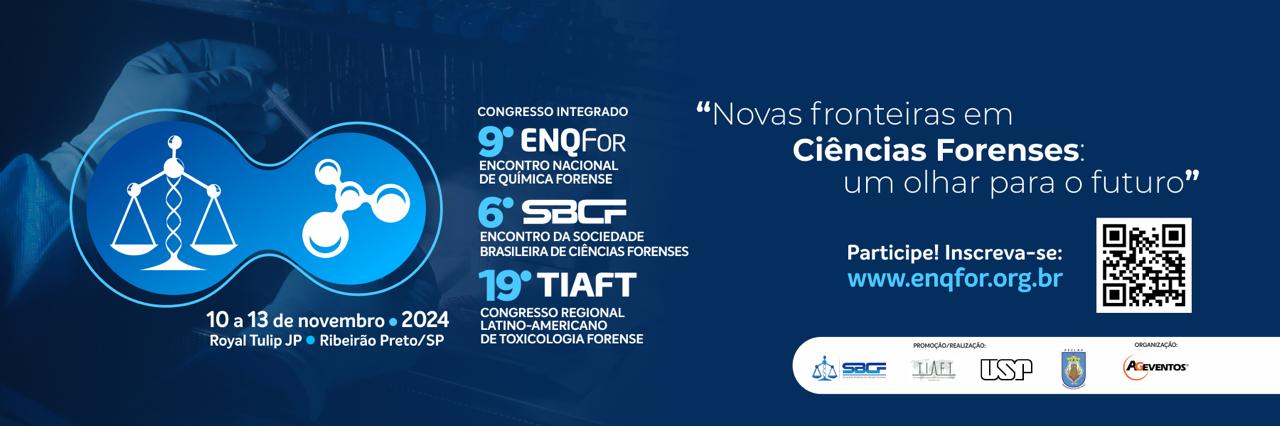 CONGRESSO INTEGRADO
9° ENQFOR
ENCONTRO NACIONAL
DE QUÍMICA FORENSE
6° SBCF
ENCONTRO DA SOCIEDADE
BRASILEIRA DE CIÊNCIAS FORENSES
19° TIAFT
CONGRESSO REGIONAL
LATINO-AMERICANO
DE TOXICOLOGIA FORENSE
10 a 13 de novembro • 2024
Royal Tulip JP • Ribeirão Preto/SP
“Novas fronteiras em
Ciências Forenses:
um olhar para o futuro”
Participe! Inscreva-se:
www.enqfor.org.br
PROMOÇÃO/REALIZAÇÃO:
SBCF
TIAFT
USP
ORGANIZAÇÃO:
AGEVENTOS